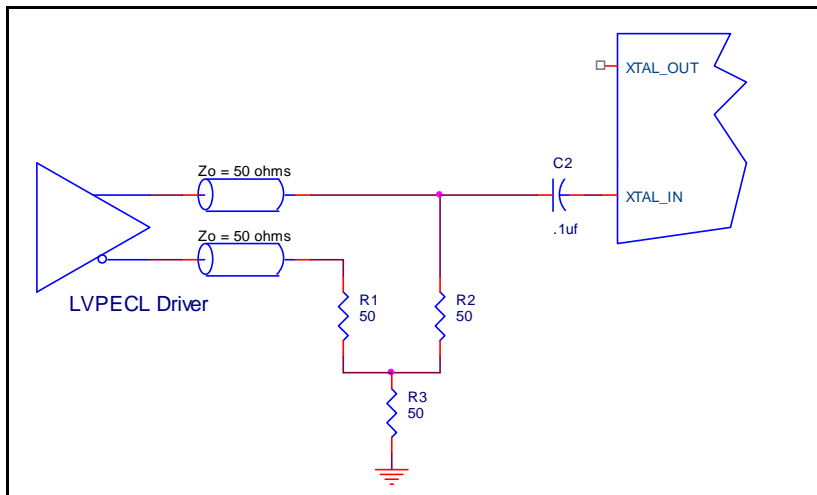 XTAL_OUT
Zo = 50 ohms
C2
XTAL_IN
.1uf
Zo = 50 ohms
LVPECL Driver
R1
50
R2
50
R3
50